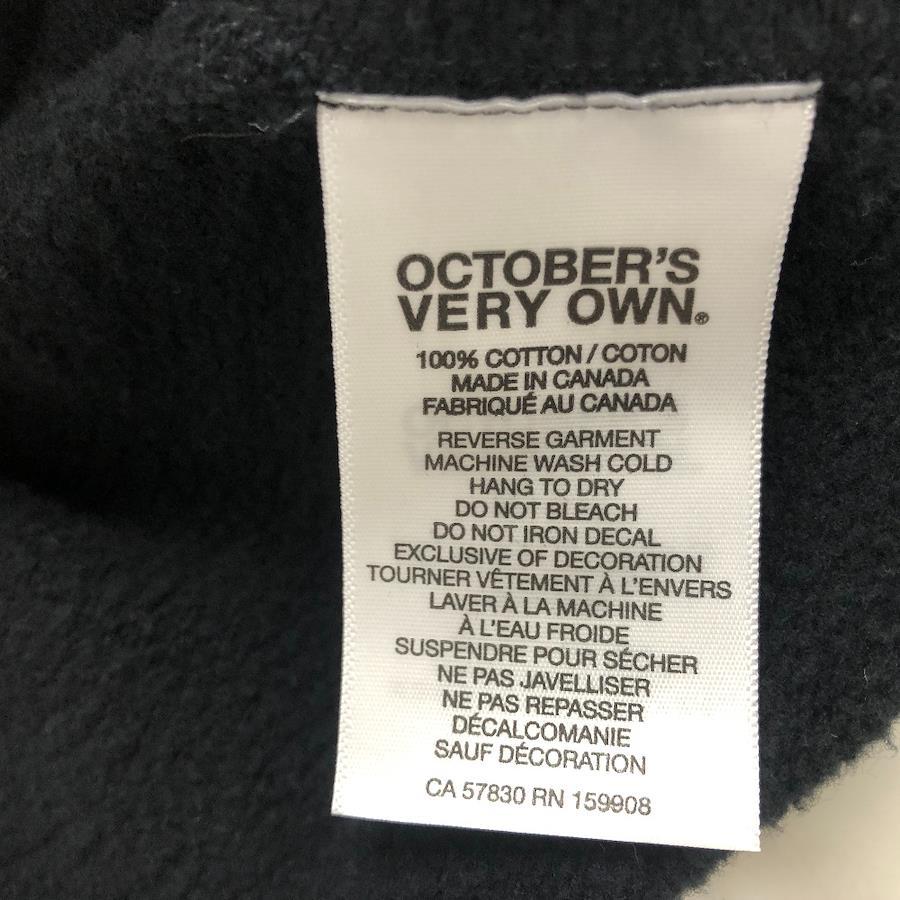 OCTOBER'S
VERY OWN®
100% COTTON / COTON
MADE IN CANADA
FABRIQUÉ AU CANADA
REVERSE GARMENT
MACHINE WASH COLD
HANG TO DRY
DO NOT BLEACH
DO NOT IRON DECAL
EXCLUSIVE OF DECORATION
TOURNER VÊTEMENT À L'ENVERS
LAVER À LA MACHINE
À L'EAU FROIDE
SUSPENDRE POUR SÉCHER
NE PAS JAVELLISER
NE PAS REPASSER
DÉCALCOMANIE
SAUF DÉCORATION
CA 57830 RN 159908